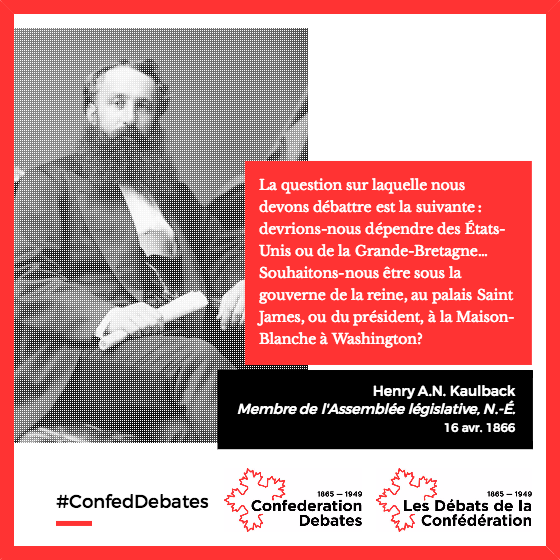 La question sur laquelle nous
devons débattre est la suivante :
devrions-nous dépendre des États-
Unis ou de la Grande-Bretagne...
Souhaitons-nous être sous la
gouverne de la reine, au palais Saint
James, ou du président, à la Maison-
Blanche à Washington?
Henry A.N. Kaulback
Membre de l'Assemblée législative, N.-É.
16 avr. 1866
#ConfedDebates
1865 — 1949
Confederation
Debates
1865 — 1949
Les Débats de la
Confédération